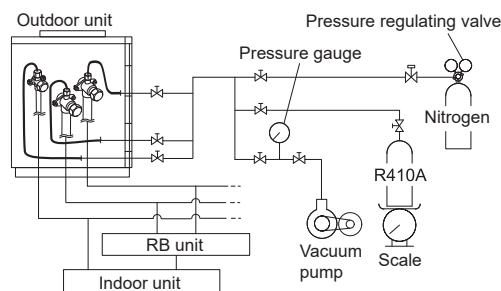 Outdoor unit
Pressure regulating valve
Pressure gauge
Nitrogen
R410A
RB unit
Vacuum
pump
Scale
Indoor unit